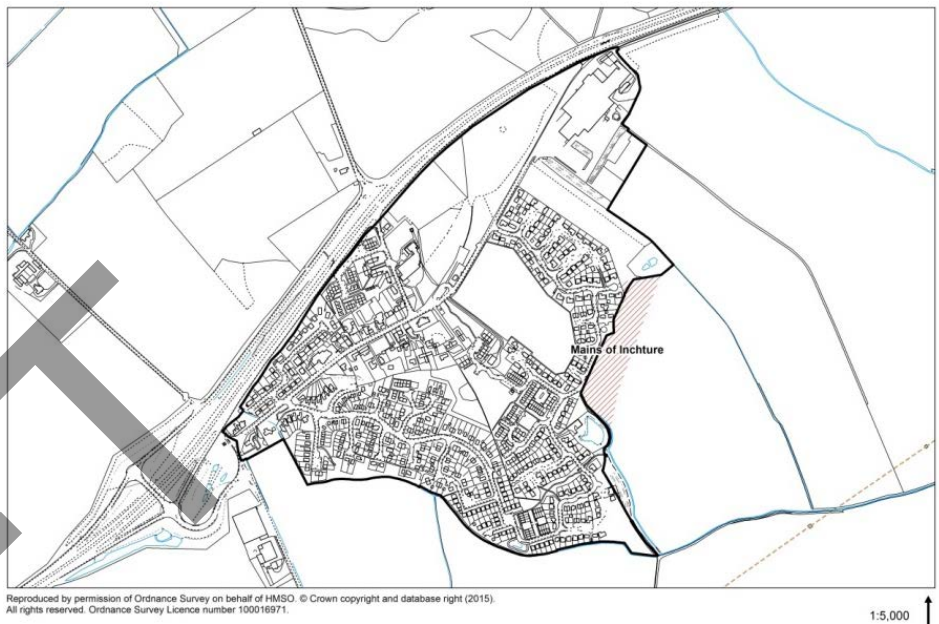 Mains of Inchture
Reproduced by permission of Ordnance Survey on behalf of HMSO. © Crown copyright and database right (2015).
All rights reserved. Ordnance Survey Licence number 100016971.
1:5,000